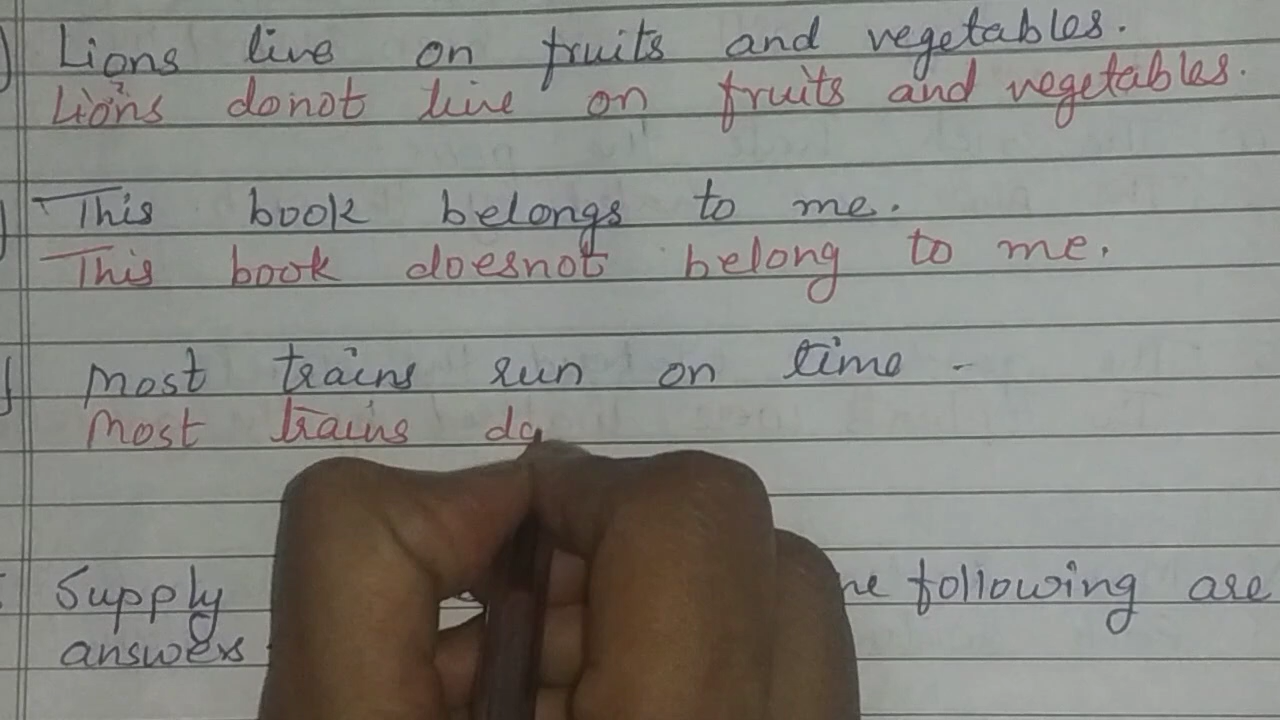 Lions live on fruits and vegetables.
Lions donot live on fruits and vegetables.
This book belongs to me.
This book doesnot belong to me.
Most trains run on time -
Most trains do
Supply following are
answers